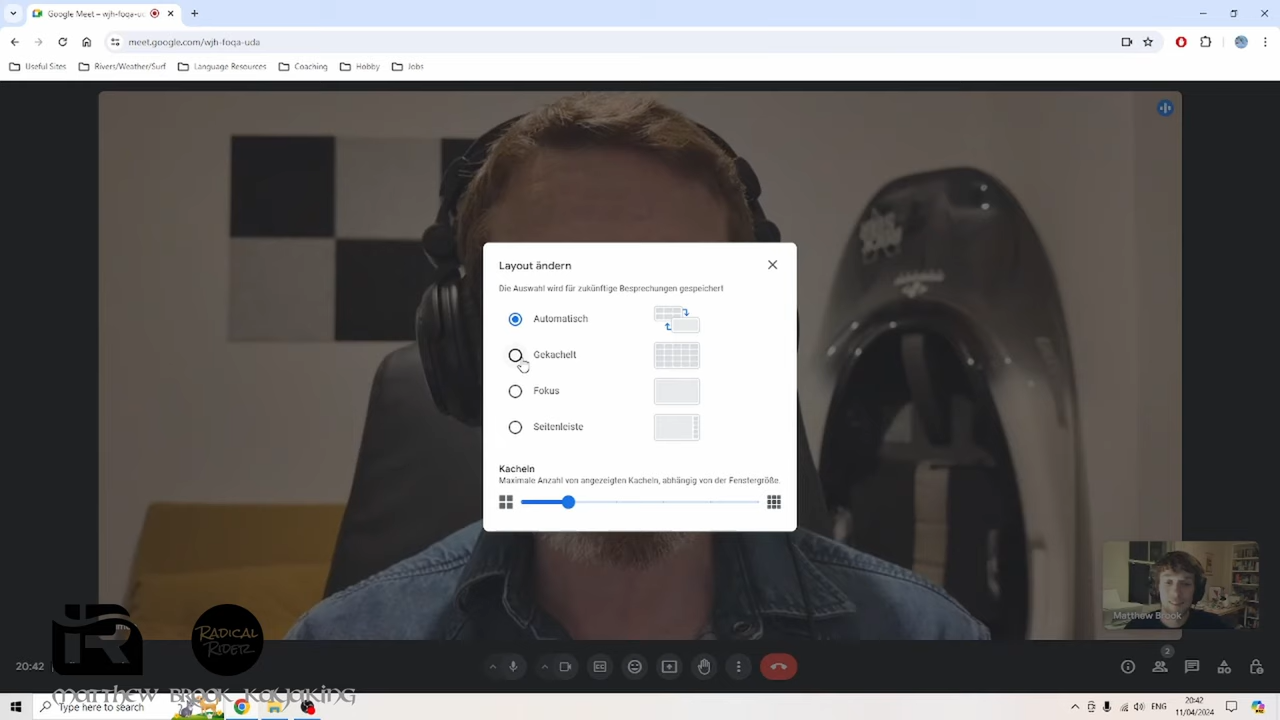 Google Meet – wjh-foqa-u
meet.google.com/wjh-foqa-uda
Useful Sites
Rivers/Weather/Surf
Language Resources
Coaching
Hobby
Jobs
Layout ändern
Die Auswahl wird für zukünftige Besprechungen gespeichert
Automatisch
Gekachelt
Fokus
Seitenleiste
Kacheln
Maximale Anzahl von angezeigten Kacheln, abhängig von der Fenstergröße.
Matthew Brook
RADICAL
RIDER
2
20:42
MATTHEW BROOK KAYAKING
Type here to search
ENG
20:42
11/04/2024